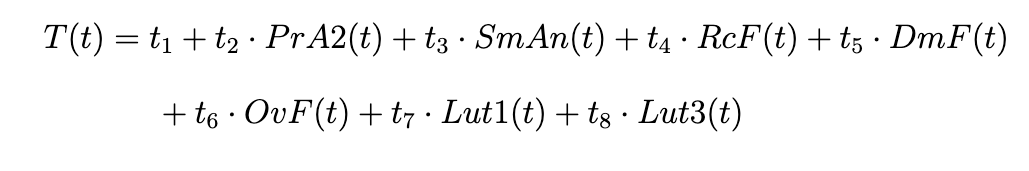 T(t) = t₁ + t₂ · PrA2(t) + t₃ · SmAn(t) + t₄ · RcF(t) + t₅ · DmF(t)
+ t₆ · OvF(t) + t₇ · Lut1(t) + t₈ · Lut3(t)